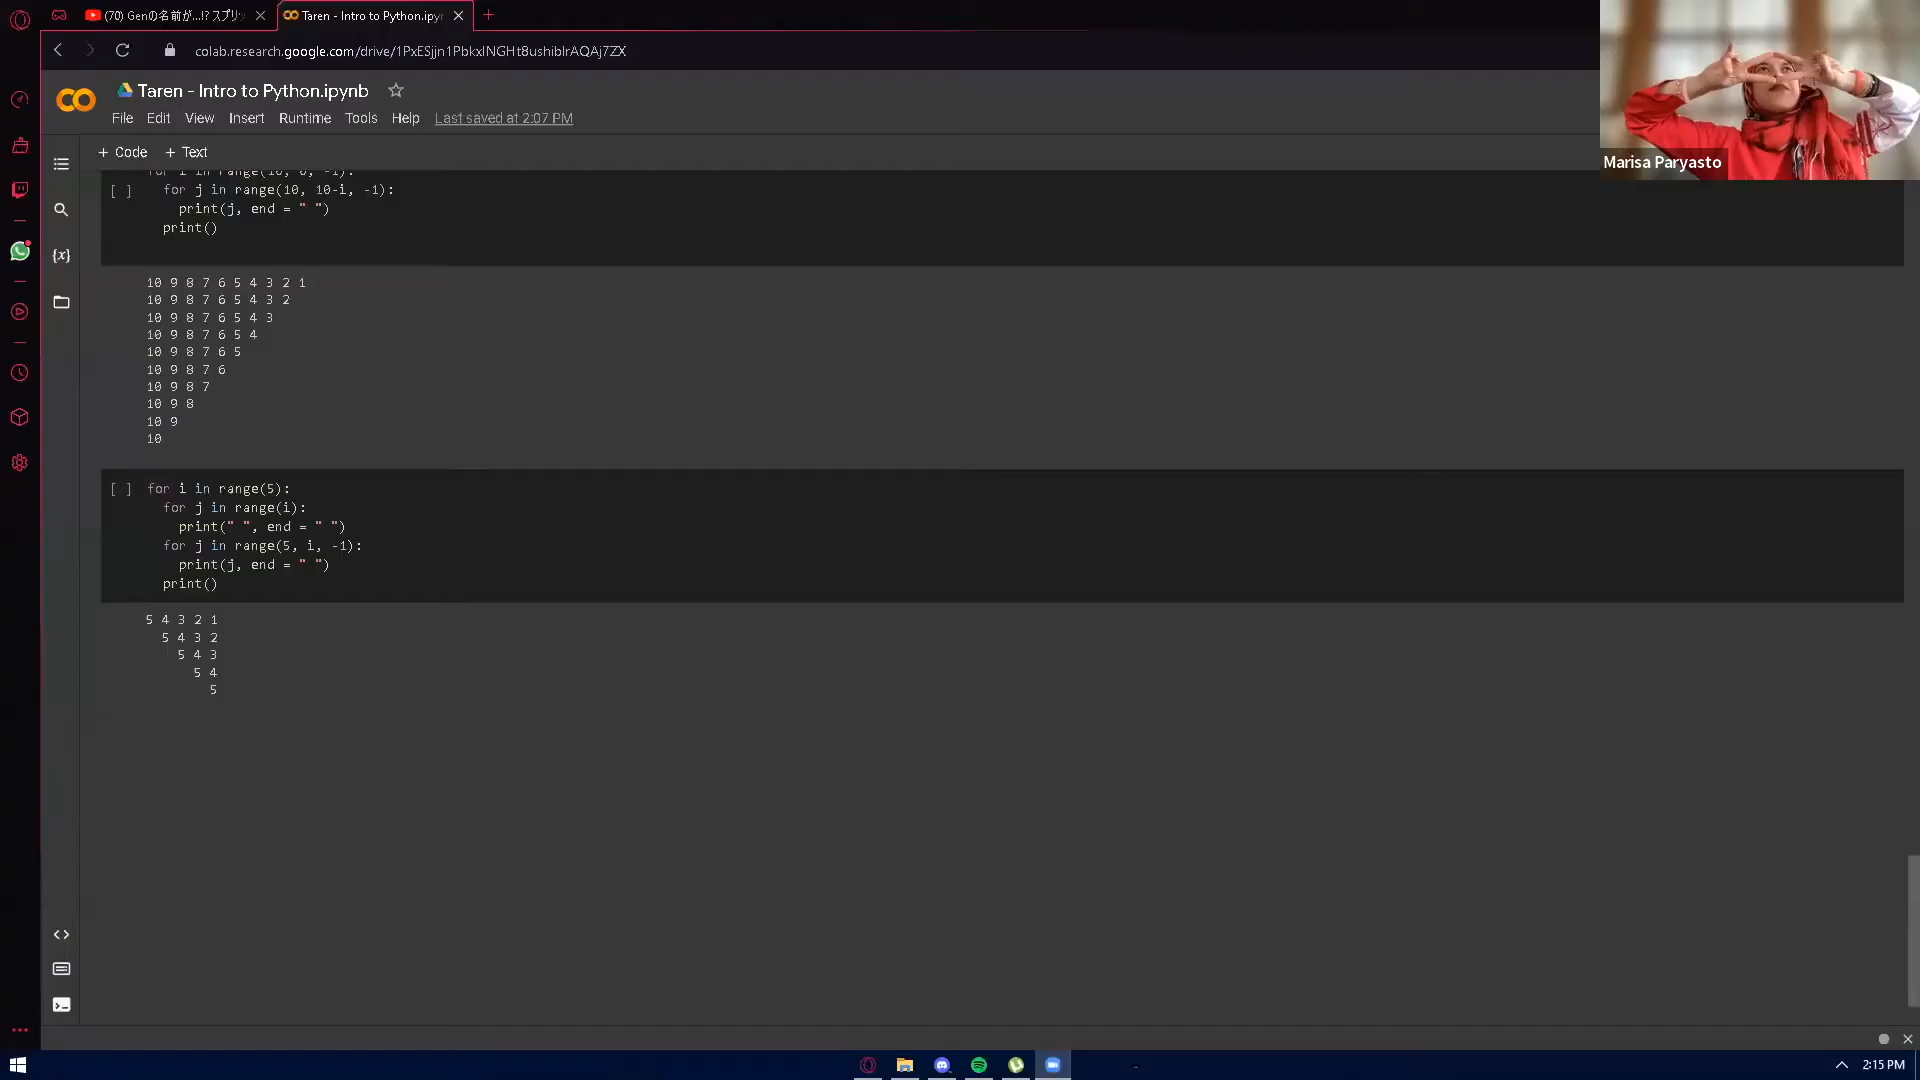 (70) Genの名前が...!? スプリ
Taren - Intro to Python.ipyn
colab.research.google.com/drive/1PxESjjn1PbkxlNGHt8ushiblrAQAj7ZX
Taren - Intro to Python.ipynb
File Edit View Insert Runtime Tools Help Last saved at 2:07 PM
+ Code + Text
Marisa Paryasto
for i in range(10, 0, -1):
[ ] for j in range(10, 10-i, -1):
print(j, end = " ")
print()
{x}
10 9 8 7 6 5 4 3 2 1
10 9 8 7 6 5 4 3 2
10 9 8 7 6 5 4 3
10 9 8 7 6 5 4
10 9 8 7 6 5
10 9 8 7 6
10 9 8 7
10 9 8
10 9
10
[ ] for i in range(5):
for j in range(i):
print(" ", end = " ")
for j in range(5, i, -1):
print(j, end = " ")
print()
5 4 3 2 1
5 4 3 2
5 4 3
5 4
5
2:15 PM